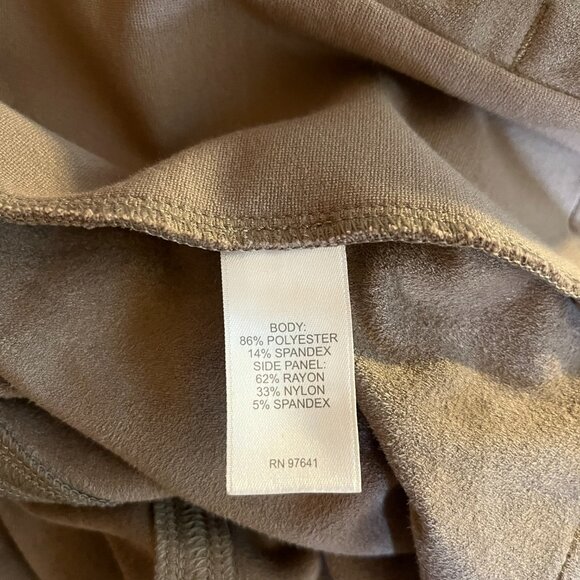 BODY:
86% POLYESTER
14% SPANDEX
SIDE PANEL:
62% RAYON
33% NYLON
5% SPANDEX
RN 97641